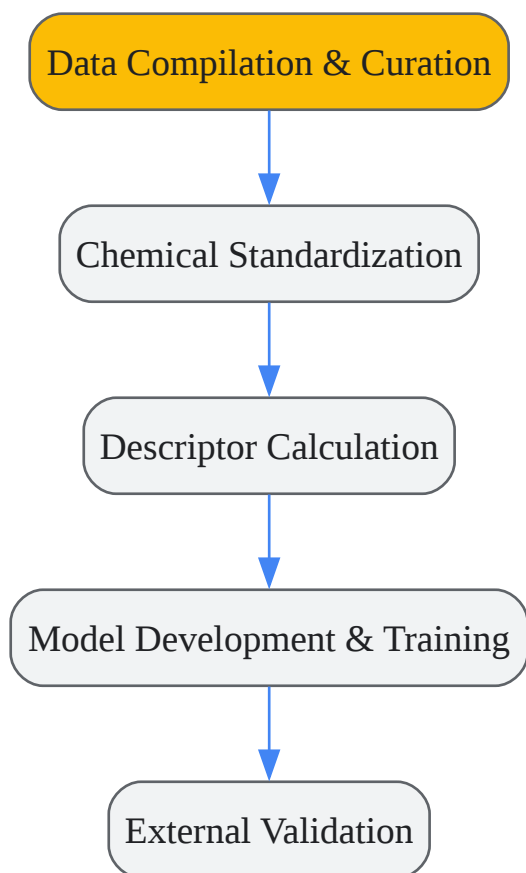 Data Compilation & Curation
Chemical Standardization
Descriptor Calculation
Model Development & Training
External Validation